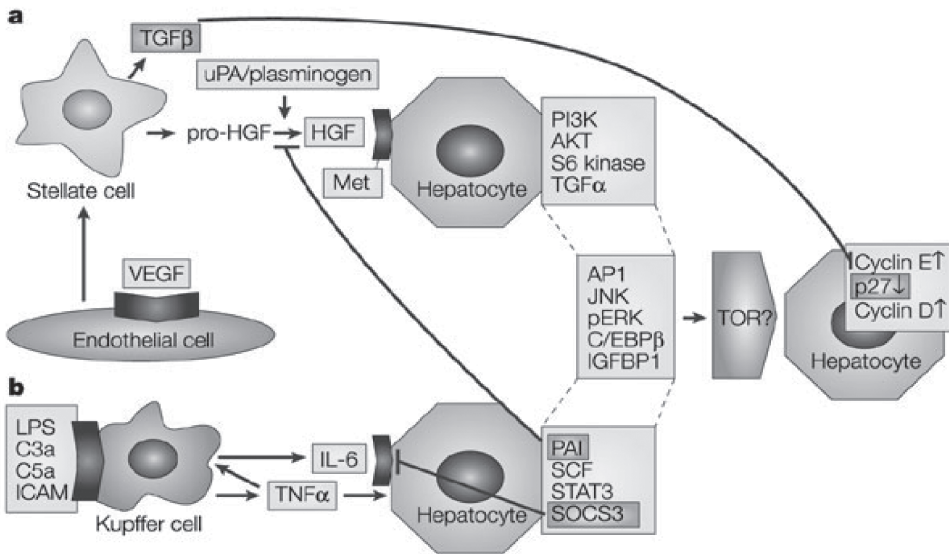 a
TGFβ
uPA/plasminogen
pro-HGF
HGF
Met
Stellate cell
Hepatocyte
PI3K
AKT
S6 kinase
TGFα
VEGF
Endothelial cell
AP1
JNK
pERK
C/EBPβ
IGFBP1
TOR?
Cyclin E↑
p27↓
Cyclin D↑
Hepatocyte
b
LPS
C3a
C5a
ICAM
Kupffer cell
IL-6
TNFα
Hepatocyte
PAI
SCF
STAT3
SOCS3